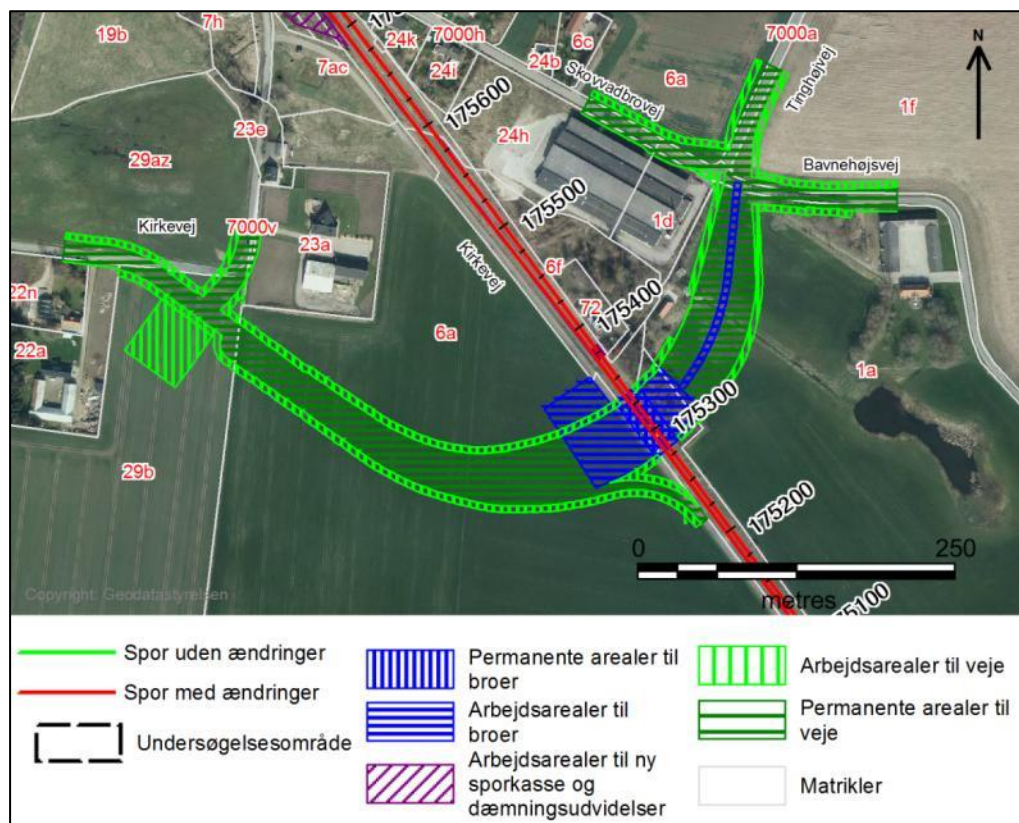 19b
7h
7ac
24k
7000h
24i
24b
6c
6a
7000a
Tinghøjvej
N
1f
Skovvadbrovej
175600
23e
24h
29az
Bavnehøjsvej
175500
1d
Kirkevej
7000v
23a
Kirkevej
6f
22n
72
175400
6a
22a
1a
175300
29b
175200
0
250
Copyright: Geodatastyrelsen
metres
Spor uden ændringer
Spor med ændringer
Undersøgelsesområde
Permanente arealer til
broer
Arbejdsarealer til
broer
Arbejdsarealer til ny
sporkasse og
dæmningsudvidelser
Arbejdsarealer til veje
Permanente arealer til
veje
Matrikler